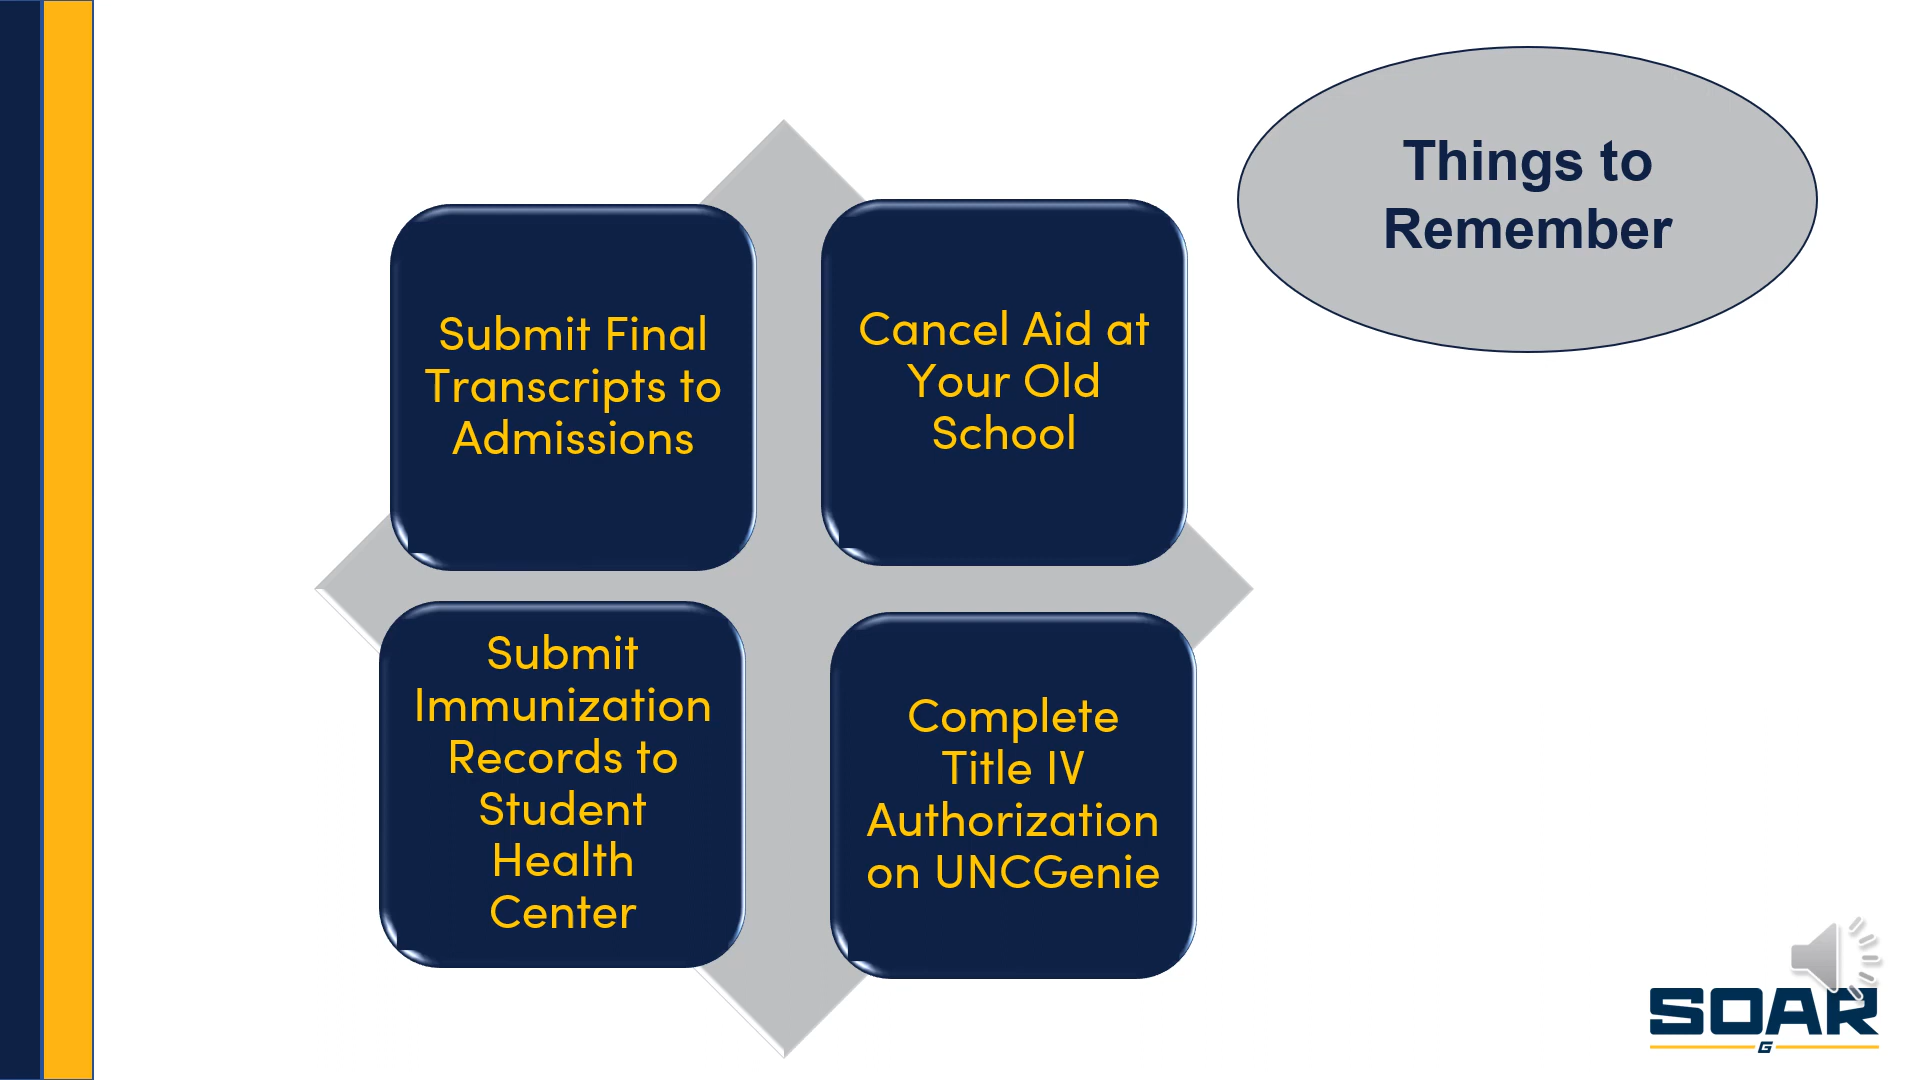 Things to
Remember
Submit Final
Transcripts to
Admissions
Cancel Aid at
Your Old
School
Submit
Immunization
Records to
Student
Health
Center
Complete
Title IV
Authorization
on UNCGenie
SOAR
G